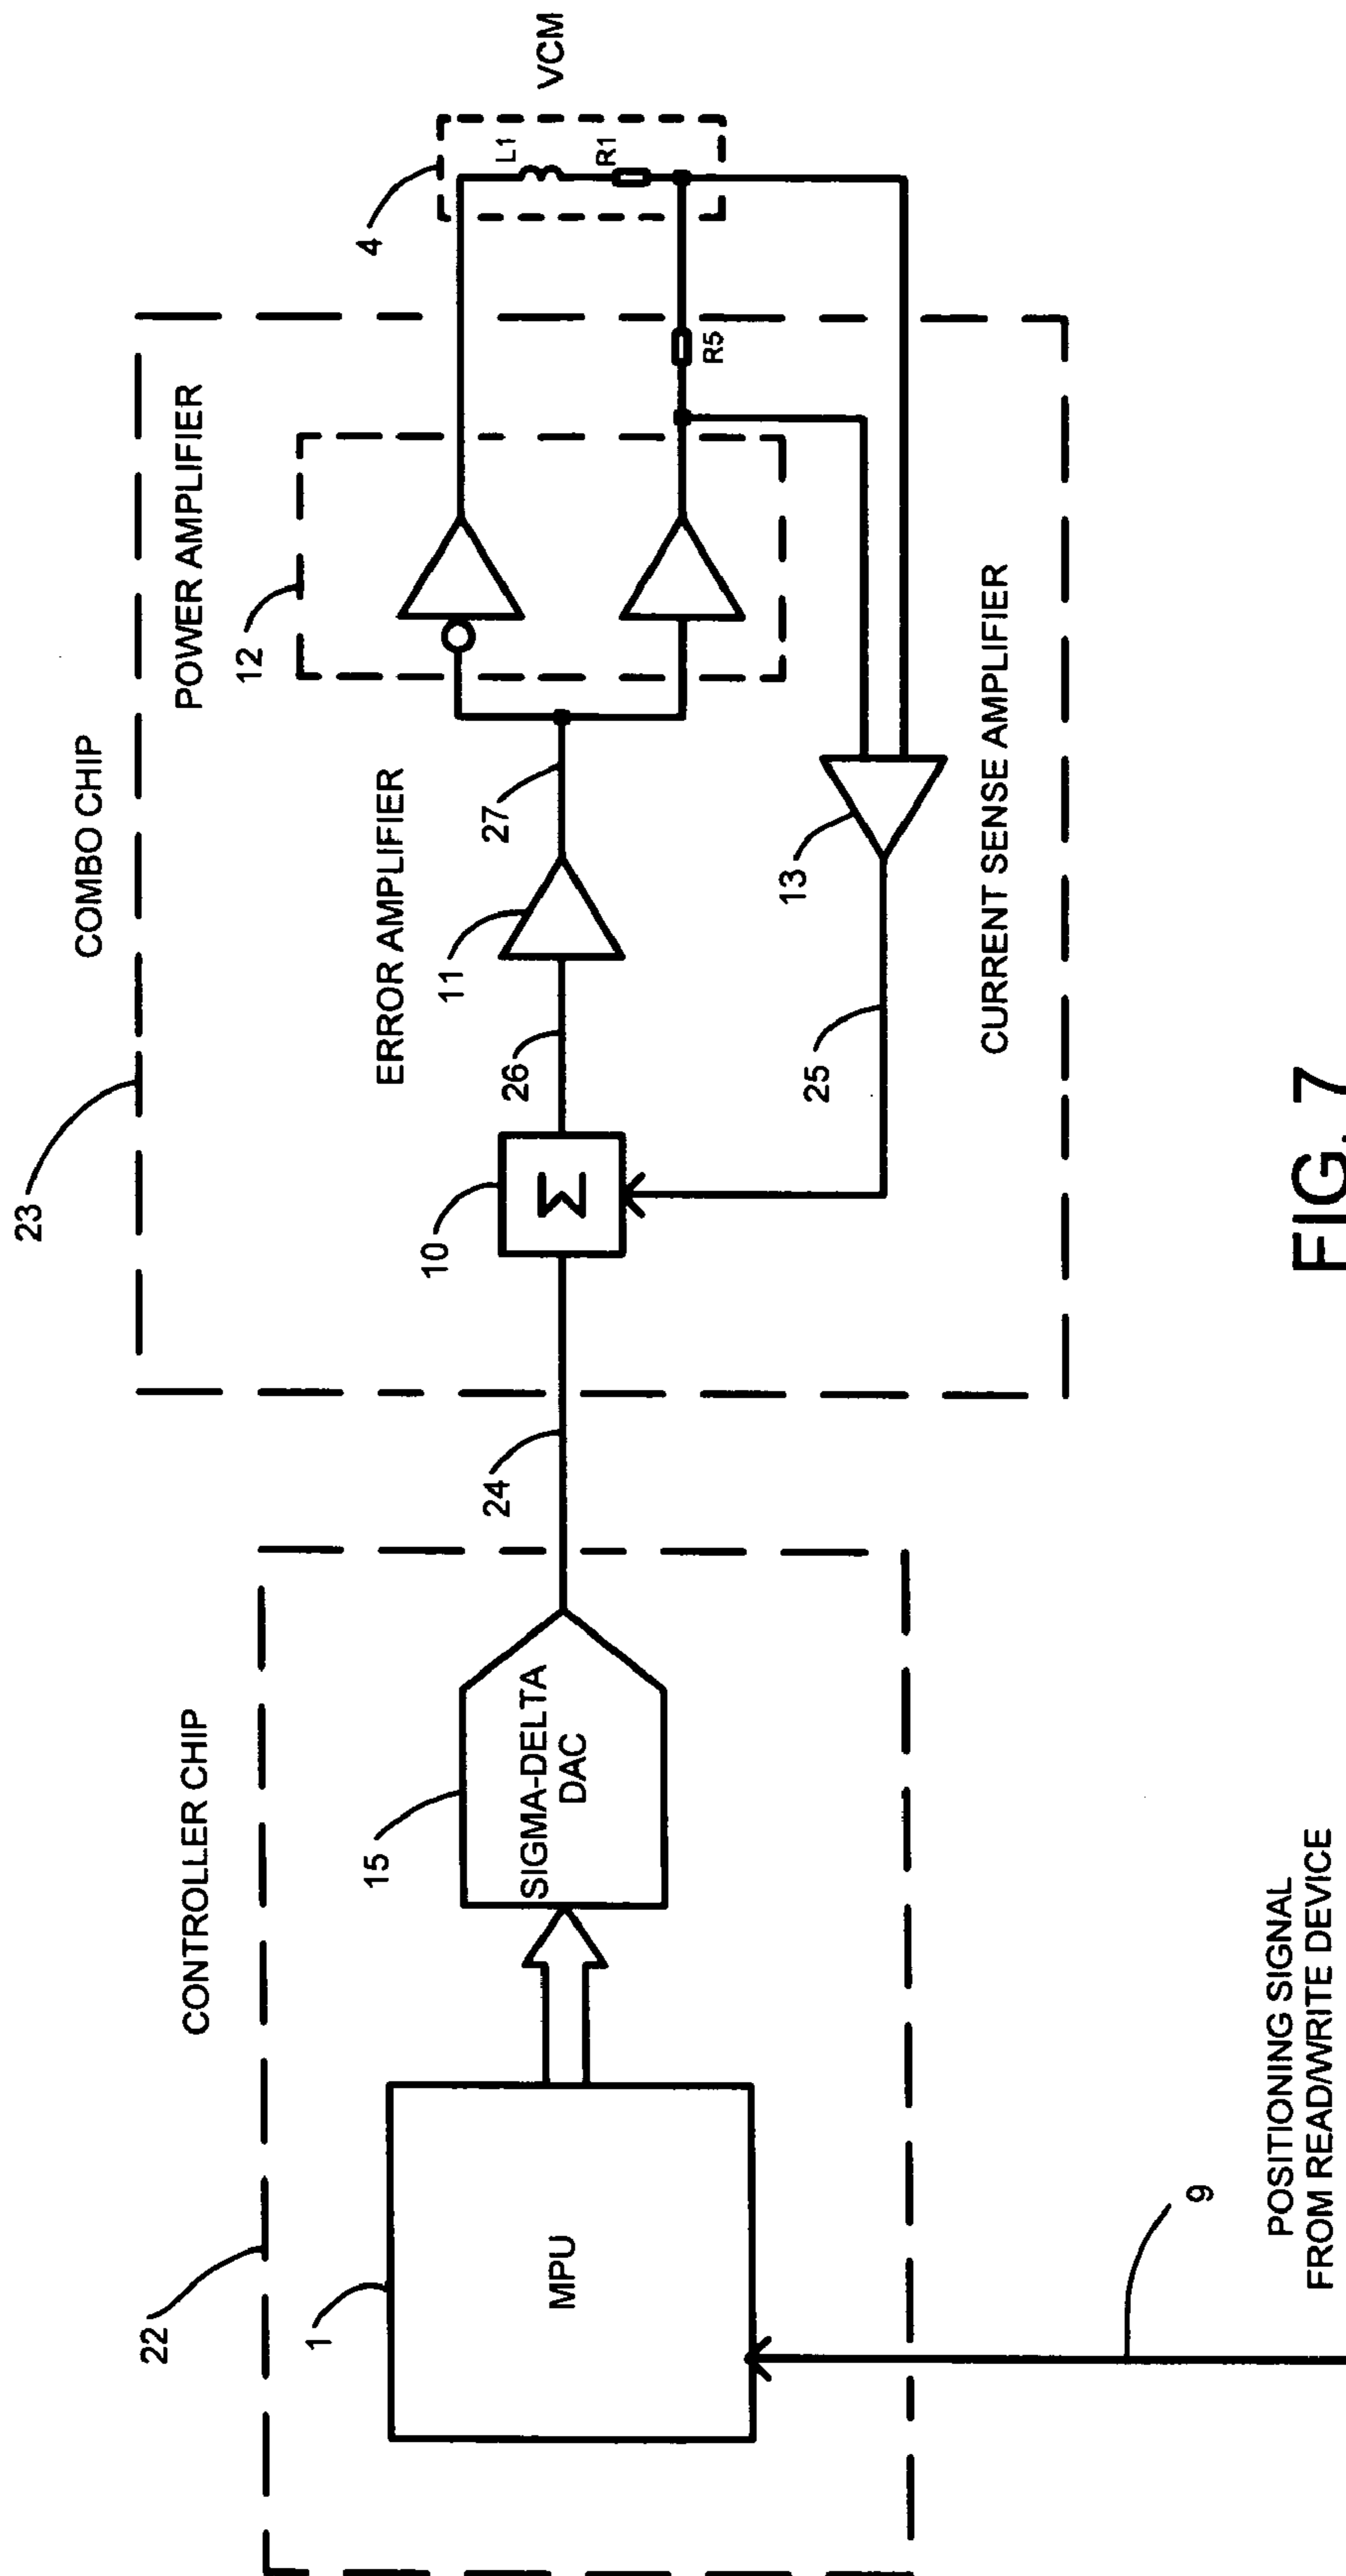 23
COMBO CHIP
CONTROLLER CHIP
22
POWER AMPLIFIER
12
4
VCM
L1
R1
R5
ERROR AMPLIFIER
11
27
26
10
Σ
24
15
SIGMA-DELTA
DAC
1
MPU
13
25
CURRENT SENSE AMPLIFIER
9
POSITIONING SIGNAL
FROM READ/WRITE DEVICE
FIG. 7